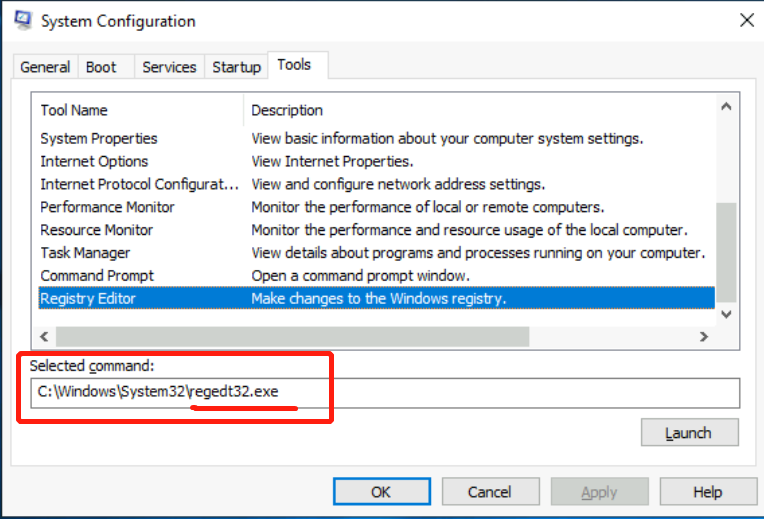 System Configuration
General Boot Services Startup Tools
Tool Name Description
System Properties View basic information about your computer system settings.
Internet Options View Internet Properties.
Internet Protocol Configurat... View and configure network address settings.
Performance Monitor Monitor the performance of local or remote computers.
Resource Monitor Monitor the performance and resource usage of the local computer.
Task Manager View details about programs and processes running on your computer.
Command Prompt Open a command prompt window.
Registry Editor Make changes to the Windows registry.
Selected command:
C:\Windows\System32\regedt32.exe
Launch
OK Cancel Apply Help